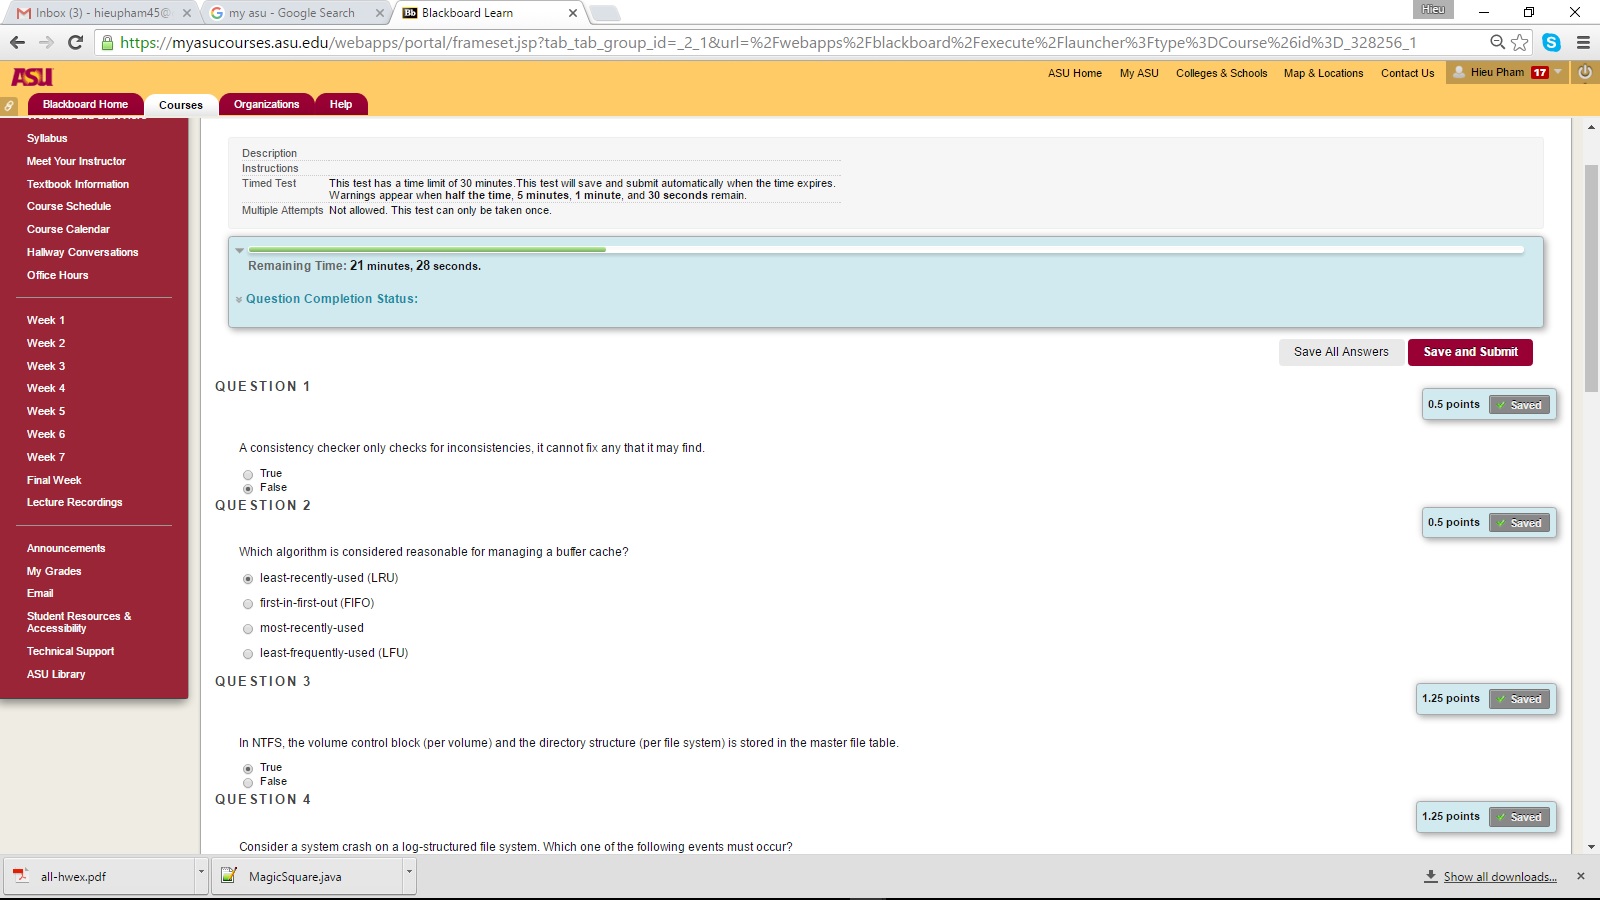 Inbox (3) - hieupham45@
my asu - Google Search
Bb Blackboard Learn
Hieu
https://myasucourses.asu.edu/webapps/portal/frameset.jsp?tab_tab_group_id=_2_1&url=%2Fwebapps%2Fblackboard%2Fexecute%2Flauncher%3Ftype%3DCourse%26id%3D_328256_1
ASU
ASU Home My ASU Colleges & Schools Map & Locations Contact Us Hieu Pham 17
Blackboard Home Courses Organizations Help
Welcome and Start Here
Syllabus
Meet Your Instructor
Textbook Information
Course Schedule
Course Calendar
Hallway Conversations
Office Hours
Week 1
Week 2
Week 3
Week 4
Week 5
Week 6
Week 7
Final Week
Lecture Recordings
Announcements
My Grades
Email
Student Resources &
Accessibility
Technical Support
ASU Library
Description
Instructions
Timed Test This test has a time limit of 30 minutes.This test will save and submit automatically when the time expires.
Warnings appear when half the time, 5 minutes, 1 minute, and 30 seconds remain.
Multiple Attempts Not allowed. This test can only be taken once.
Remaining Time: 21 minutes, 28 seconds.
Question Completion Status:
Save All Answers Save and Submit
QUESTION 1
0.5 points Saved
A consistency checker only checks for inconsistencies, it cannot fix any that it may find.
True
False
QUESTION 2
0.5 points Saved
Which algorithm is considered reasonable for managing a buffer cache?
least-recently-used (LRU)
first-in-first-out (FIFO)
most-recently-used
least-frequently-used (LFU)
QUESTION 3
1.25 points Saved
In NTFS, the volume control block (per volume) and the directory structure (per file system) is stored in the master file table.
True
False
QUESTION 4
1.25 points Saved
Consider a system crash on a log-structured file system. Which one of the following events must occur?
all-hwex.pdf
MagicSquare.java
Show all downloads...